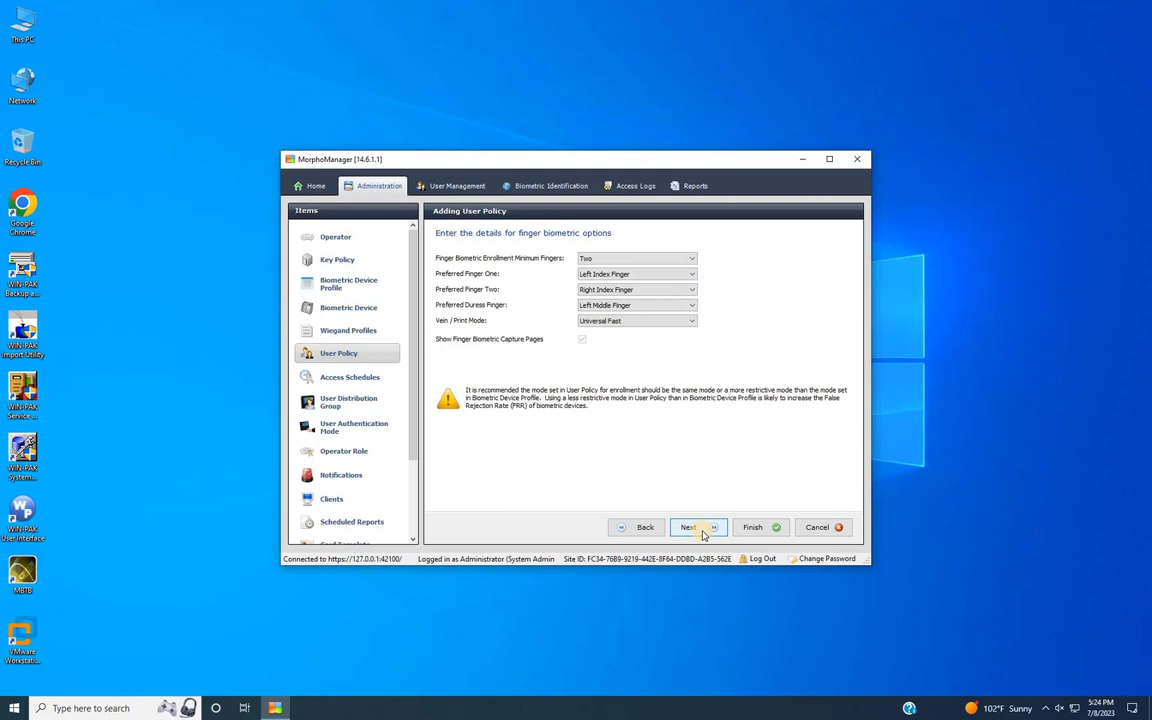 This PC
Network
Recycle Bin
Google
Chrome
WIN-PAK
Backup a...
WIN-PAK
Import Utility
WIN-PAK
Service ...
WIN-PAK
System...
WIN-PAK
User Interface
MBTB
VMware
Workstati...
MorphoManager [14.6.1.1]
Home
Administration
User Management
Biometric Identification
Access Logs
Reports
Items
Operator
Key Policy
Biometric Device
Profile
Biometric Device
Wiegand Profiles
User Policy
Access Schedules
User Distribution
Group
User Authentication
Mode
Operator Role
Notifications
Clients
Scheduled Reports
Card Template
Adding User Policy
Enter the details for finger biometric options
Finger Biometric Enrollment Minimum Fingers: Two
Preferred Finger One: Left Index Finger
Preferred Finger Two: Right Index Finger
Preferred Duress Finger: Left Middle Finger
Vein / Print Mode: Universal Fast
Show Finger Biometric Capture Pages
It is recommended the mode set in User Policy for enrollment should be the same mode or a more restrictive mode than the mode set
in Biometric Device Profile. Using a less restrictive mode in User Policy than in Biometric Device Profile is likely to increase the False
Rejection Rate (FRR) of biometric devices.
Back
Next
Finish
Cancel
Connected to https://127.0.0.1:42100/ Logged in as Administrator (System Admin Site ID: FC34-76B9-9219-442E-8F64-DDBD-A2B5-562E Log Out Change Password
Type here to search
102°F Sunny
5:24 PM
7/8/2023